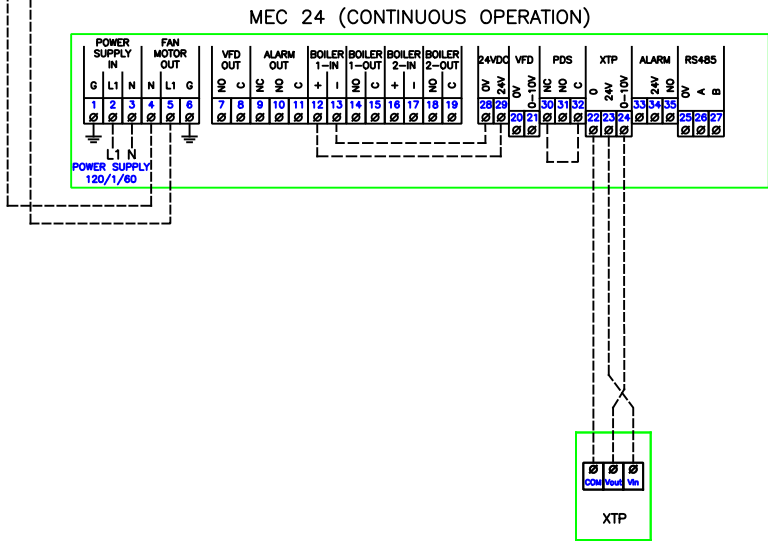 MEC 24 (CONTINUOUS OPERATION)
POWER SUPPLY IN
FAN MOTOR OUT
VFD OUT
ALARM OUT
BOILER 1-IN
BOILER 1-OUT
BOILER 2-IN
BOILER 2-OUT
24VDC
VFD
PDS
XTP
ALARM
RS485
G L1 N N L1 G
NO C NC NO C + - NO C + - NO C
0V 24V 0V 0-10V NC NO C 0 24V 0-10V 0V 24V NO 0V A B
1 2 3 4 5 6
7 8 9 10 11 12 13 14 15 16 17 18 19
28 29 30 31 32 33 34 35
20 21 22 23 24 25 26 27
L1 N
POWER SUPPLY
120/1/60
COM Vout Vin
XTP